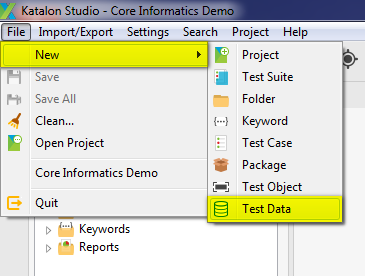 Katalon Studio - Core Informatics Demo
File Import/Export Settings Search Project Help
New
Save
Save All
Clean...
Open Project
Core Informatics Demo
Quit
Project
Test Suite
Folder
Keyword
Test Case
Package
Test Object
Test Data
Keywords
Reports